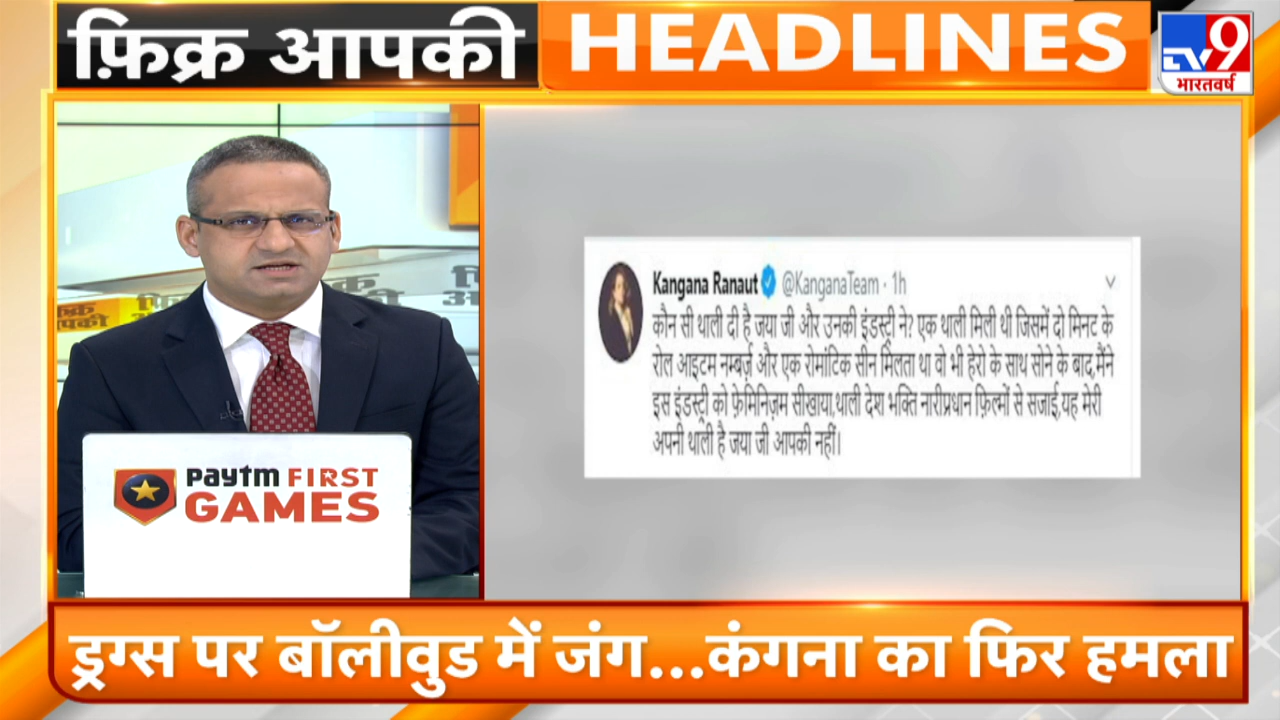 फ़िक्र आपकी
HEADLINES
TV9
भारतवर्ष
Kangana Ranaut @KanganaTeam · 1h
कौन सी थाली दी है जया जी और उनकी इंडस्ट्री ने? एक थाली मिली थी जिसमें दो मिनट के
रोल आइटम नम्बर्ज़ और एक रोमांटिक सीन मिलता था वो भी हेरो के साथ सोने के बाद,मैंने
इस इंडस्ट्री को फ़ेमिनिज़म सीखाया,थाली देश भक्ति नारीप्रधान फ़िल्मों से सजाई,यह मेरी
अपनी थाली है जया जी आपकी नहीं।
Paytm FIRST
GAMES
ड्रग्स पर बॉलीवुड में जंग...कंगना का फिर हमला